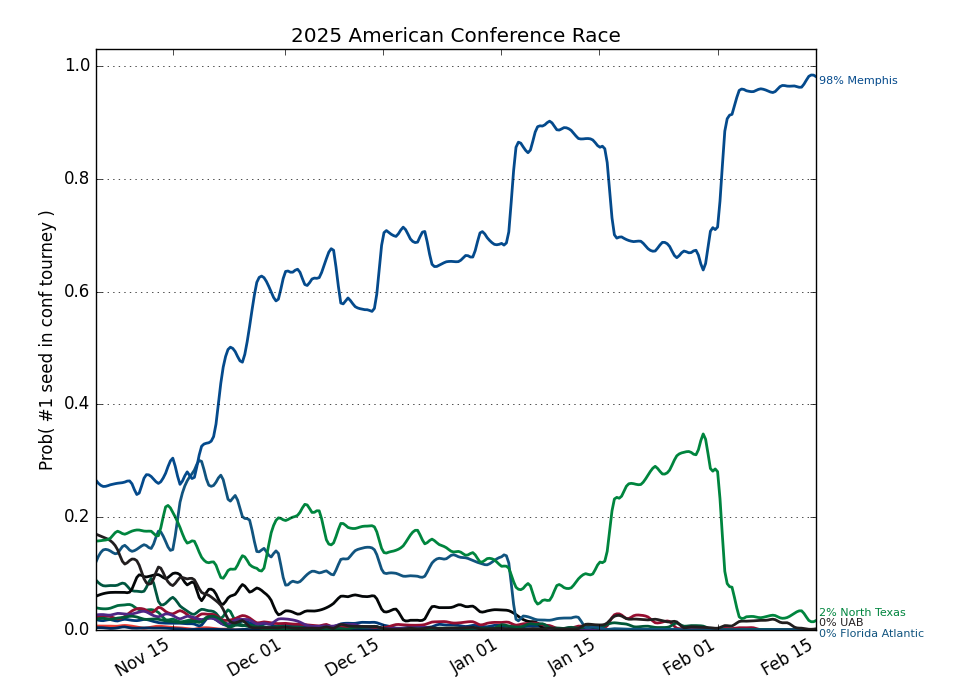 2025 American Conference Race
Prob( #1 seed in conf tourney )
1.0
0.8
0.6
0.4
0.2
0.0
98% Memphis
2% North Texas
0% UAB
0% Florida Atlantic
Nov 15
Dec 01
Dec 15
Jan 01
Jan 15
Feb 01
Feb 15